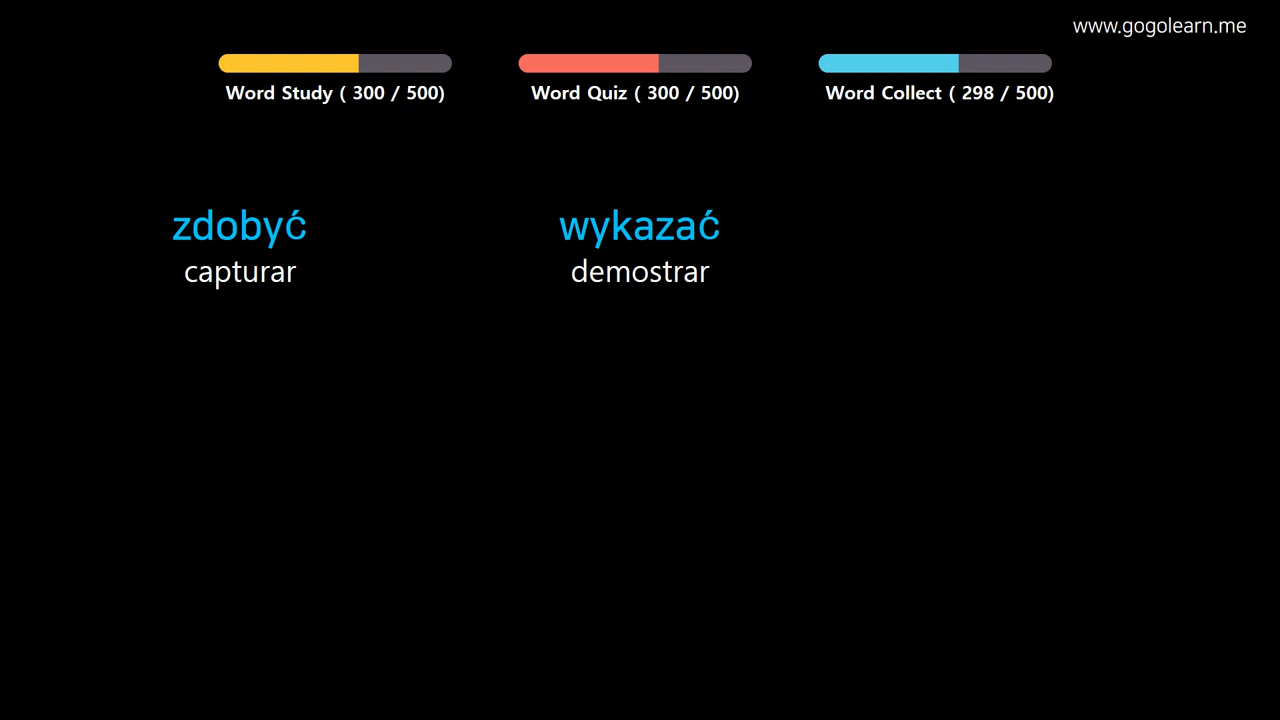 www.gogolearn.me
Word Study ( 300 / 500)
Word Quiz ( 300 / 500)
Word Collect ( 298 / 500)
zdobyć
capturar
wykazać
demostrar